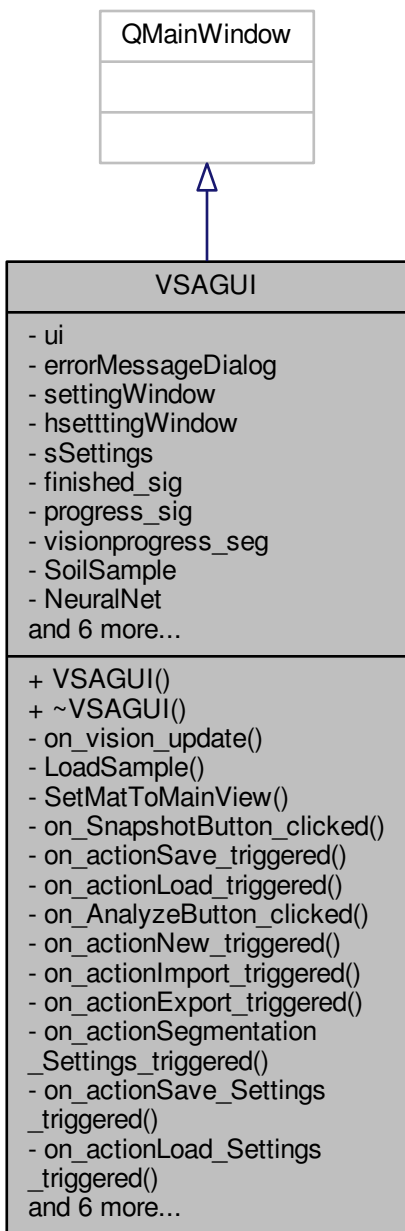 QMainWindow
VSAGUI
- ui
- errorMessageDialog
- settingWindow
- hsetttingWindow
- sSettings
- finished_sig
- progress_sig
- visionprogress_seg
- SoilSample
- NeuralNet
and 6 more...
+ VSAGUI()
+ ~VSAGUI()
- on_vision_update()
- LoadSample()
- SetMatToMainView()
- on_SnapshotButton_clicked()
- on_actionSave_triggered()
- on_actionLoad_triggered()
- on_AnalyzeButton_clicked()
- on_actionNew_triggered()
- on_actionImport_triggered()
- on_actionExport_triggered()
- on_actionSegmentation
_Settings_triggered()
- on_actionSave_Settings
_triggered()
- on_actionLoad_Settings
_triggered()
and 6 more...